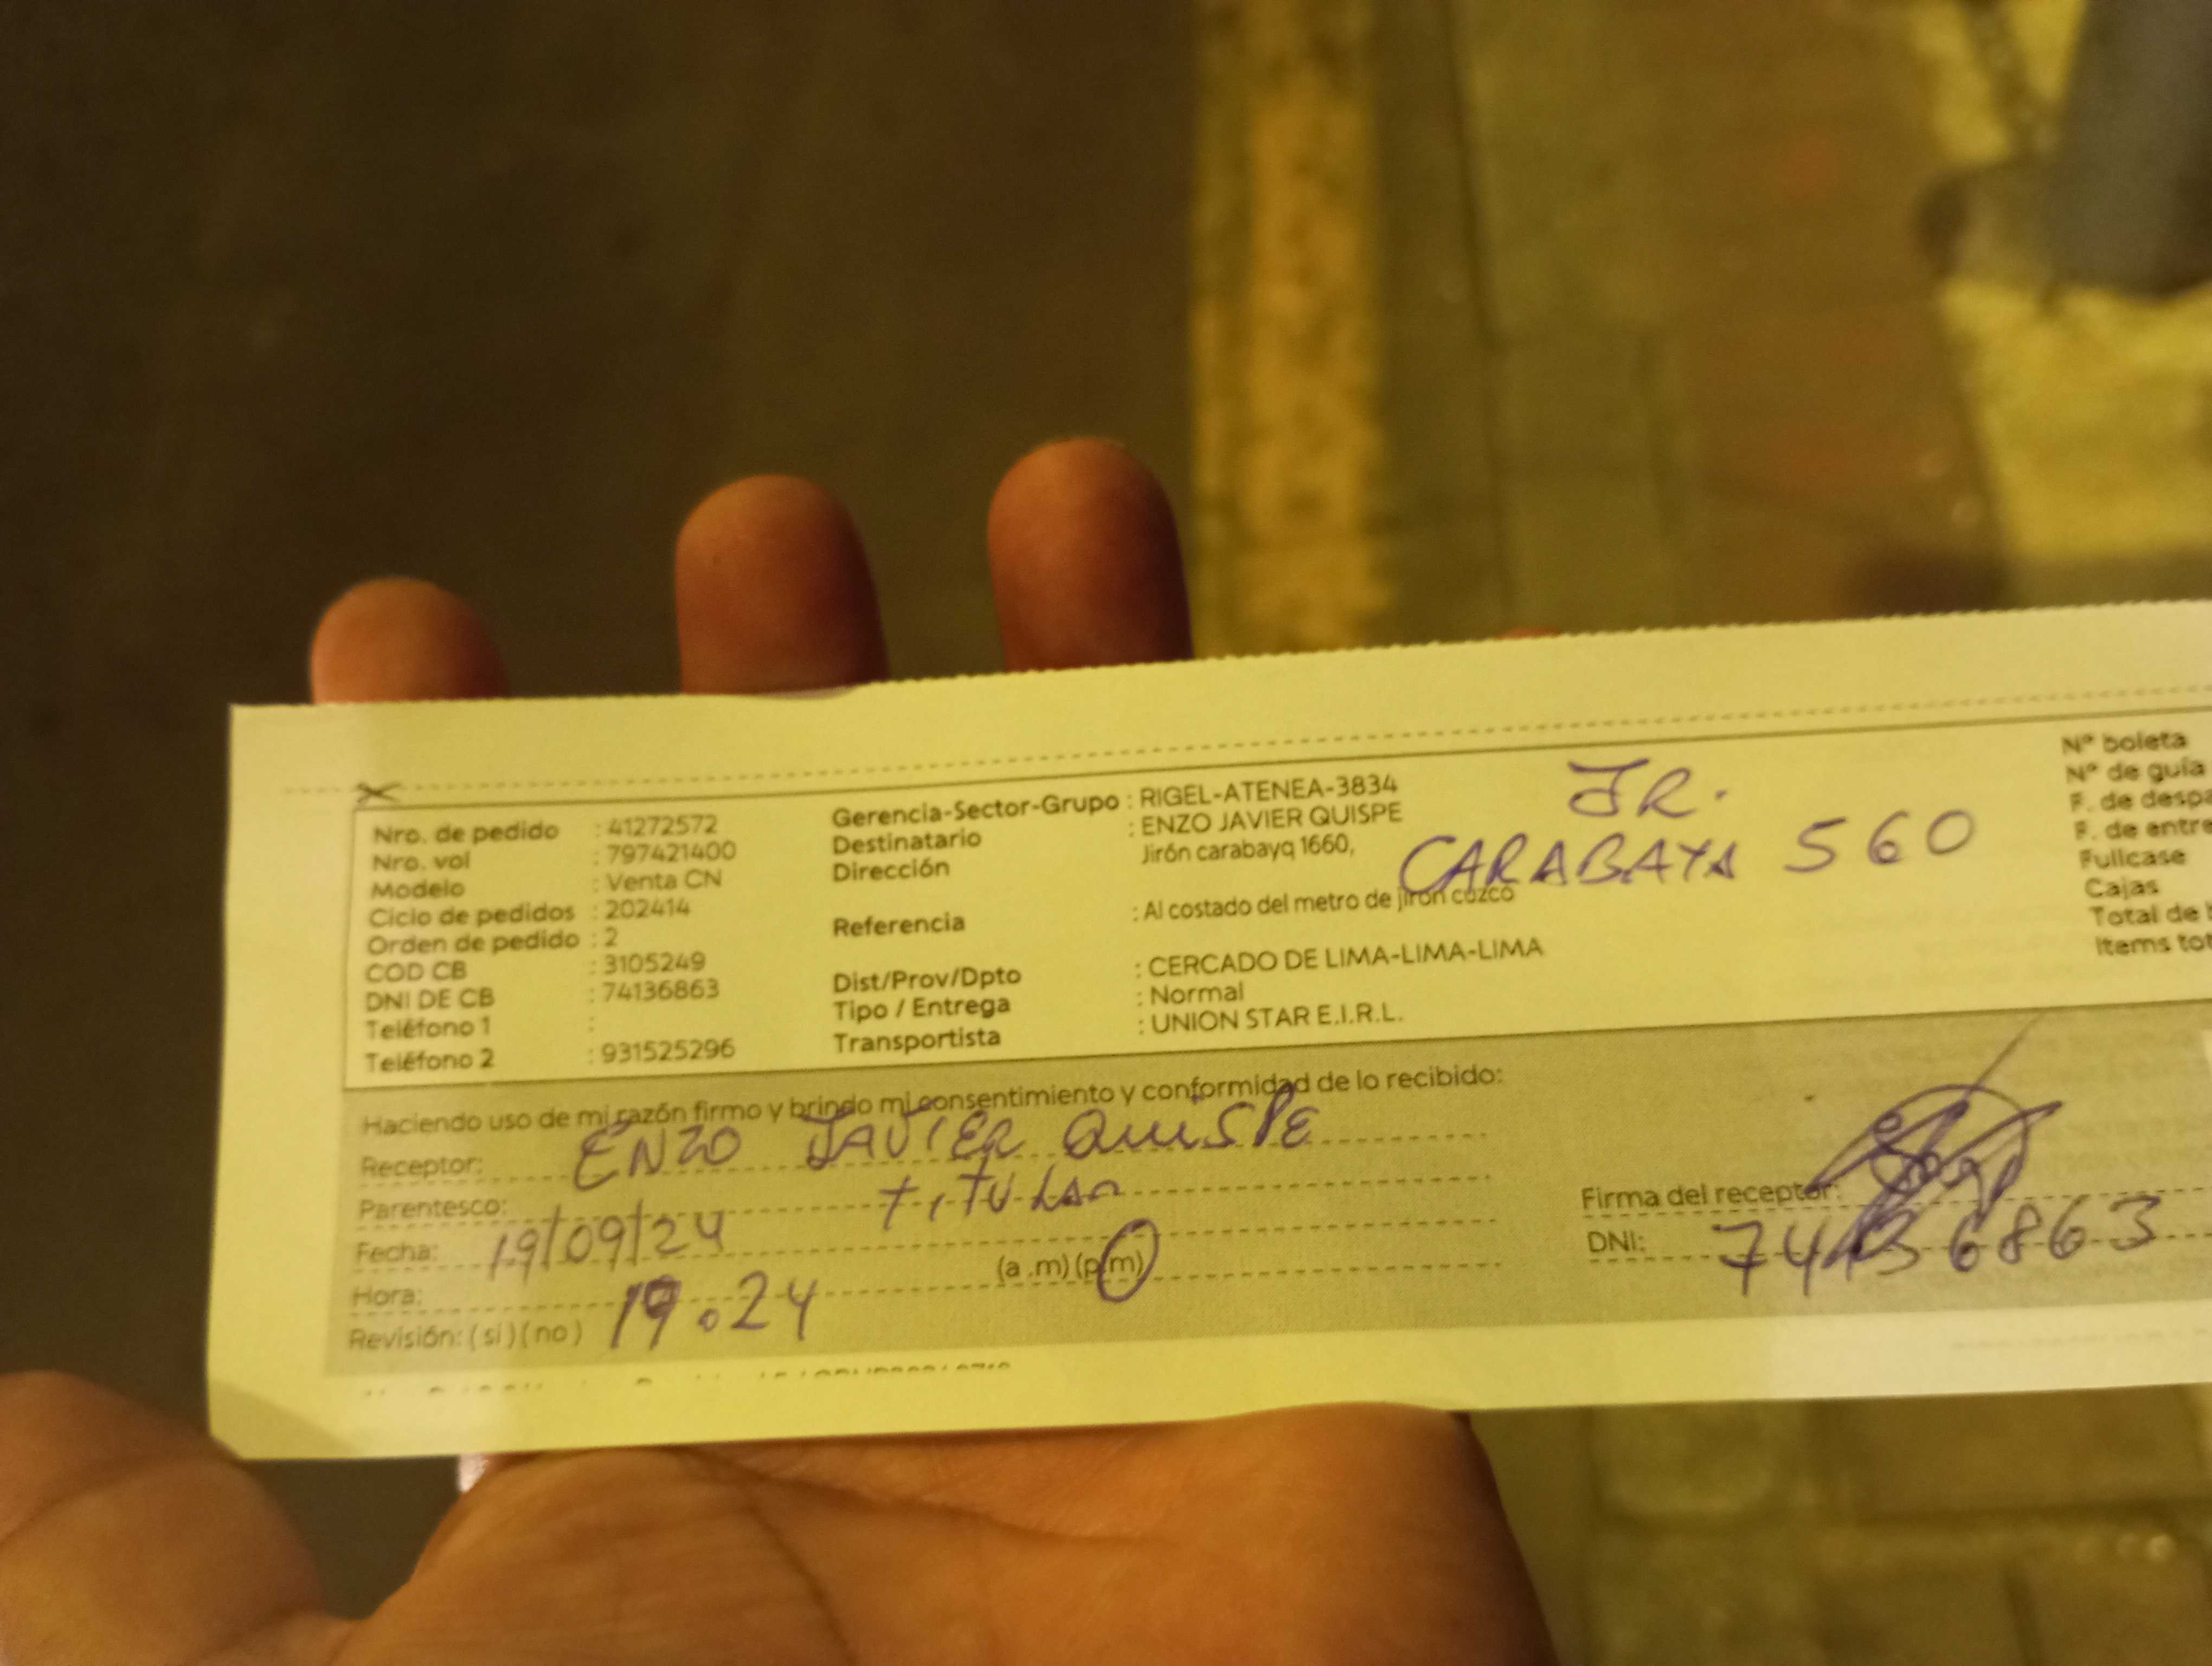 Nro. de pedido : 41272572
Nro. vol : 797421400
Modelo : Venta CN
Ciclo de pedidos : 202414
Orden de pedido : 2
COD CB : 3105249
DNI DE CB : 74136863
Teléfono 1 :
Teléfono 2 : 931525296
Gerencia-Sector-Grupo : RIGEL-ATENEA-3834
Destinatario : ENZO JAVIER QUISPE
Dirección Jirón carabayq 1660,
Referencia : Al costado del metro de jirón cuzco
Dist/Prov/Dpto : CERCADO DE LIMA-LIMA-LIMA
Tipo / Entrega : Normal
Transportista : UNION STAR E.I.R.L.
JR.
CARABAYA 560
Nº boleta
Nº de guía
F. de despa
F. de entre
Fullcase
Cajas
Total de
Items tot
Haciendo uso de mi razón firmo y brindo mi consentimiento y conformidad de lo recibido:
Receptor: ENZO JAVIER QUISPE
Parentesco: TITULAR
Fecha: 19/09/24
Hora: 19.24 (a .m) (p.m)
Revisión: ( si ) ( no )
Firma del receptor:
DNI: 74136863